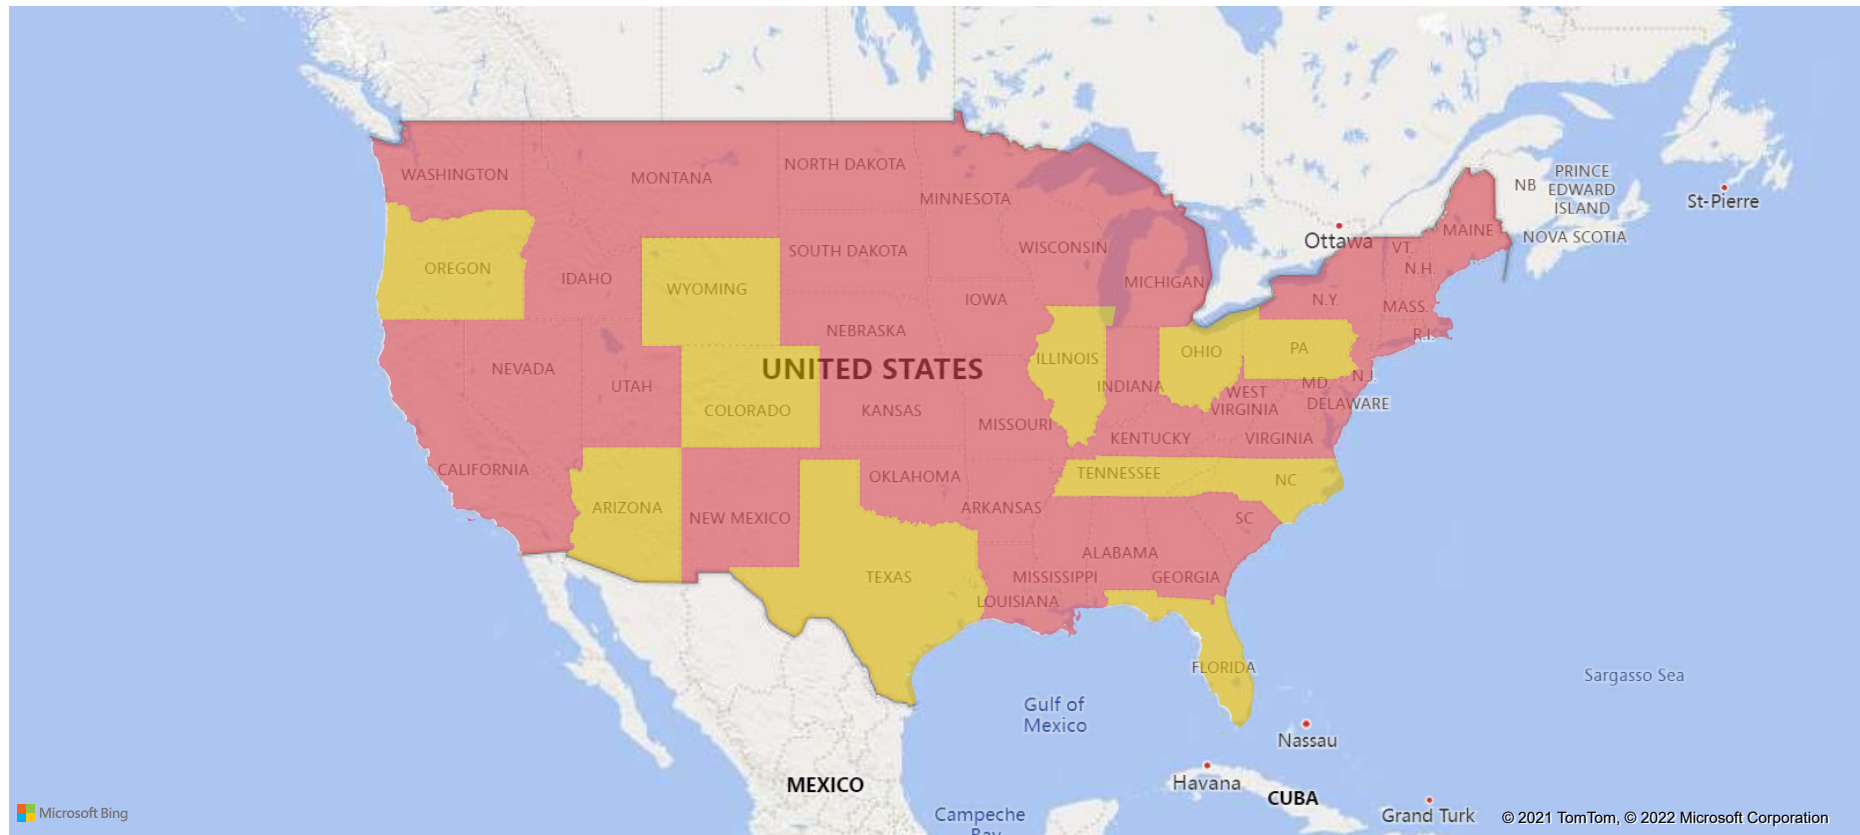 WASHINGTON
MONTANA
NORTH DAKOTA
MINNESOTA
PRINCE
EDWARD
ISLAND
NB
St-Pierre
OREGON
IDAHO
WYOMING
SOUTH DAKOTA
WISCONSIN
MICHIGAN
Ottawa
VT.
MAINE
NOVA SCOTIA
N.H.
IOWA
N.Y.
MASS.
NEBRASKA
R.I.
NEVADA
UTAH
UNITED STATES
ILLINOIS
OHIO
PA
INDIANA
MD
N.J.
COLORADO
KANSAS
WEST
VIRGINIA
DELAWARE
MISSOURI
KENTUCKY
VIRGINIA
CALIFORNIA
OKLAHOMA
TENNESSEE
NC
ARIZONA
NEW MEXICO
ARKANSAS
SC
ALABAMA
TEXAS
MISSISSIPPI
GEORGIA
LOUISIANA
FLORIDA
Sargasso Sea
Gulf of
Mexico
Nassau
MEXICO
Havana
CUBA
Microsoft Bing
Campeche
Bay
Grand Turk
© 2021 TomTom, © 2022 Microsoft Corporation